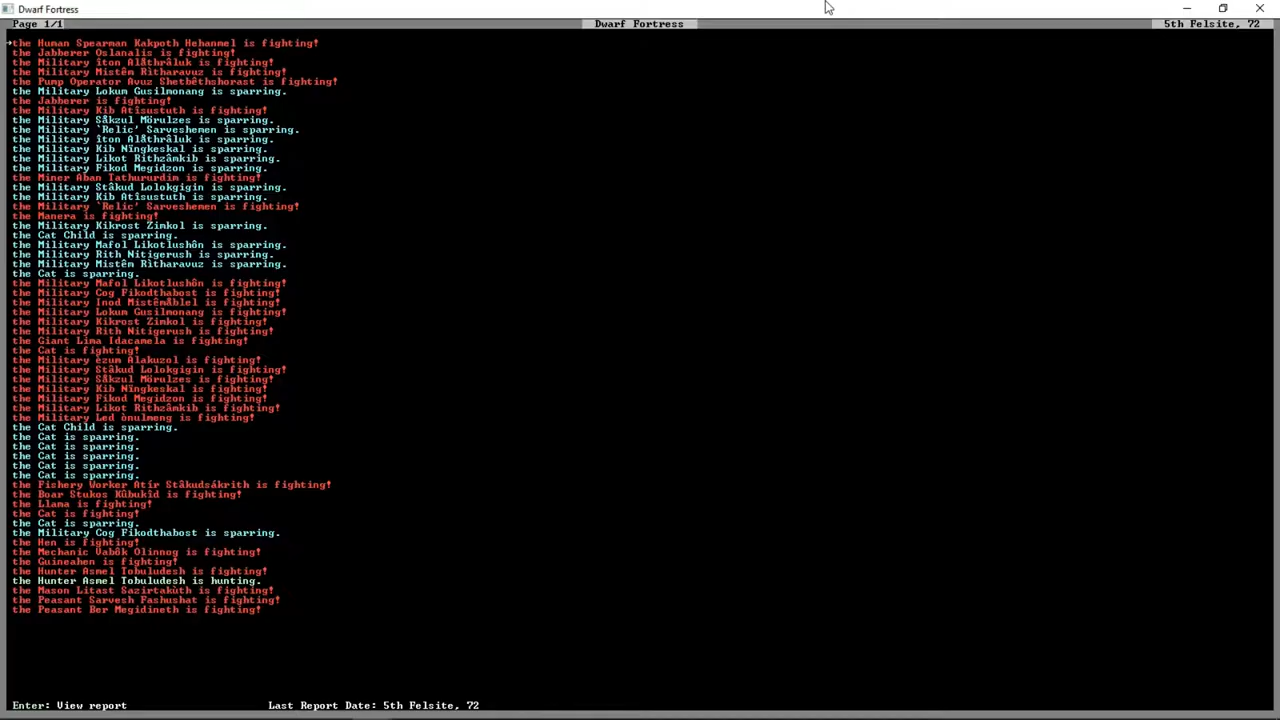 Dwarf Fortress
Page 1/1 Dwarf Fortress 5th Felsite, 72
the Human Spearman Kakpoth Hehanmel is fighting!
the Jabberer Oslanalis is fighting!
the Military îton Alåthrâluk is fighting!
the Military Mistêm Rìtharavuz is fighting!
the Pump Operator Avuz Shetbêthshorast is fighting!
the Military Lokum Gusilmonang is sparring.
the Jabberer is fighting!
the Military Kib Atîsustuth is fighting!
the Military Såkzul Mörulzes is sparring.
the Military `Relic' Sarveshemen is sparring.
the Military îton Alåthrâluk is sparring.
the Military Kib Nïngkeskal is sparring.
the Military Likot Rithzâmkib is sparring.
the Military Fikod Megidzon is sparring.
the Miner Aban Tathururdim is fighting!
the Military Stâkud Lolokgigin is sparring.
the Military Kib Atîsustuth is sparring.
the Military `Relic' Sarveshemen is fighting!
the Manera is fighting!
the Military Kikrost Zimkol is sparring.
the Cat Child is sparring.
the Military Mafol Likotlushôn is sparring.
the Military Rith Nitigerush is sparring.
the Military Mistêm Rìtharavuz is sparring.
the Cat is sparring.
the Military Mafol Likotlushôn is fighting!
the Military Cog Fikodthabost is fighting!
the Military Inod Mistêmåblel is fighting!
the Military Lokum Gusilmonang is fighting!
the Military Kikrost Zimkol is fighting!
the Military Rith Nitigerush is fighting!
the Giant Lima Idacamela is fighting!
the Cat is fighting!
the Military èzum Alakuzol is fighting!
the Military Stâkud Lolokgigin is fighting!
the Military Såkzul Mörulzes is fighting!
the Military Kib Nïngkeskal is fighting!
the Military Fikod Megidzon is fighting!
the Military Likot Rithzâmkib is fighting!
the Military Led ònulmeng is fighting!
the Cat Child is sparring.
the Cat is sparring.
the Cat is sparring.
the Cat is sparring.
the Cat is sparring.
the Cat is sparring.
the Fishery Worker Atír Stâkudsákrith is fighting!
the Boar Stukos Kûbukîd is fighting!
the Llama is fighting!
the Cat is fighting!
the Cat is sparring.
the Military Cog Fikodthabost is sparring.
the Hen is fighting!
the Mechanic Vabôk Olinnog is fighting!
the Guineahen is fighting!
the Hunter Asmel Tobuludesh is fighting!
the Hunter Asmel Tobuludesh is hunting.
the Mason Litast Sazirtakùth is fighting!
the Peasant Sarvesh Fashushat is fighting!
the Peasant Ber Megidineth is fighting!
Enter: View report Last Report Date: 5th Felsite, 72